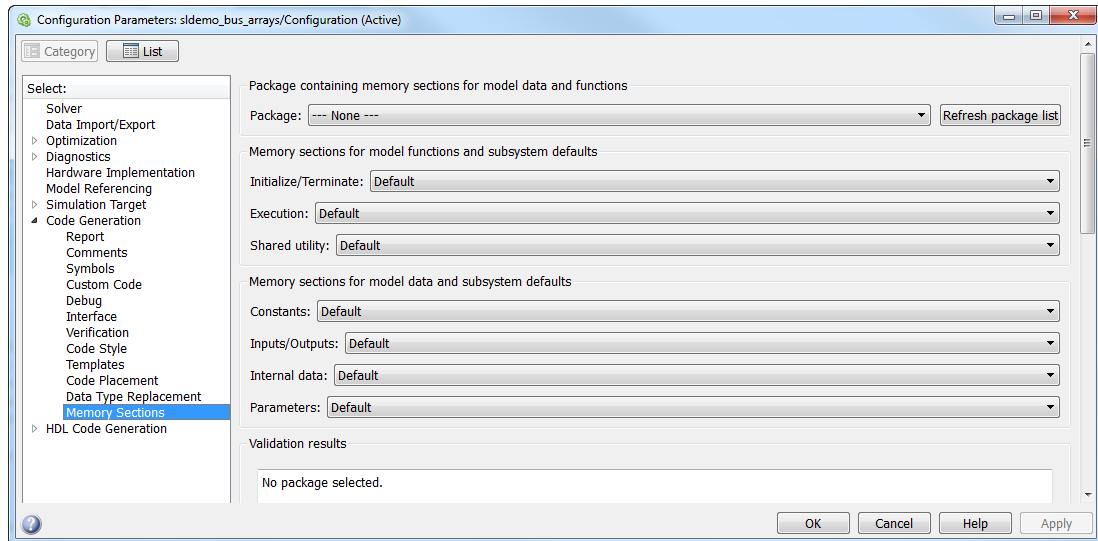 Configuration Parameters: sldemo_bus_arrays/Configuration (Active)
Category
List
Select:
Solver
Data Import/Export
Optimization
Diagnostics
Hardware Implementation
Model Referencing
Simulation Target
Code Generation
Report
Comments
Symbols
Custom Code
Debug
Interface
Verification
Code Style
Templates
Code Placement
Data Type Replacement
Memory Sections
HDL Code Generation
Package containing memory sections for model data and functions
Package: --- None --- Refresh package list
Memory sections for model functions and subsystem defaults
Initialize/Terminate: Default
Execution: Default
Shared utility: Default
Memory sections for model data and subsystem defaults
Constants: Default
Inputs/Outputs: Default
Internal data: Default
Parameters: Default
Validation results
No package selected.
OK Cancel Help Apply